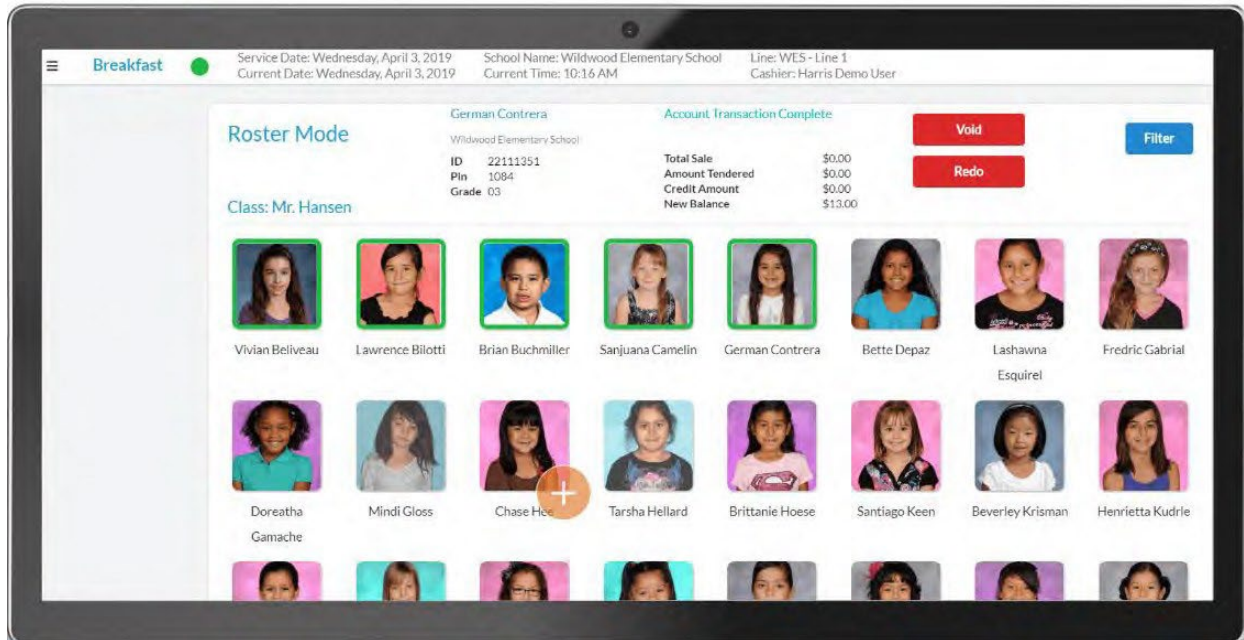 Breakfast
Service Date: Wednesday, April 3, 2019
Current Date: Wednesday, April 3, 2019
School Name: Wildwood Elementary School
Current Time: 10:16 AM
Line: WES - Line 1
Cashier: Harris Demo User
Roster Mode
Class: Mr. Hansen
German Contrera
Wildwood Elementary School
ID 22111351
Pin 1084
Grade 03
Account Transaction Complete
Total Sale $0.00
Amount Tendered $0.00
Credit Amount $0.00
New Balance $13.00
Void
Redo
Filter
Vivian Beliveau
Lawrence Bilotti
Brian Buchmiller
Sanjuana Camelin
German Contrera
Bette Depaz
Lashawna
Esquirel
Fredric Gabrial
Doreatha
Gamache
Mindi Gloss
Chase Hee
Tarsha Hellard
Brittanie Hoese
Santiago Keen
Beverley Krisman
Henrietta Kudrle